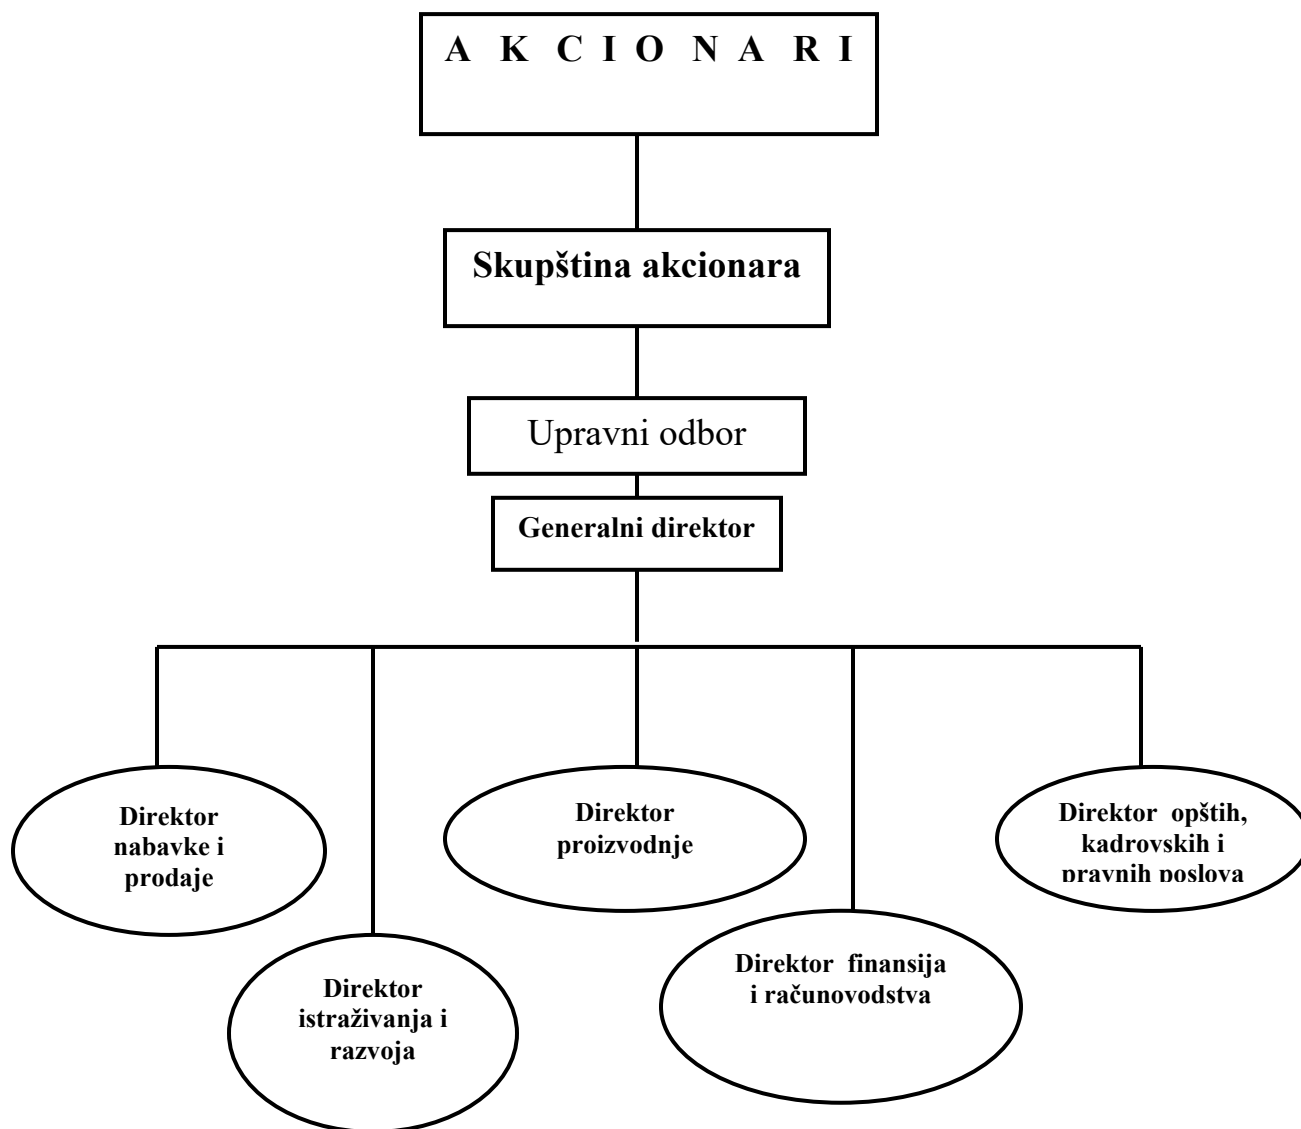 A K C I O N A R I
Skupština akcionara
Upravni odbor
Generalni direktor
Direktor
nabavke i
prodaje
Direktor
istraživanja i
razvoja
Direktor
proizvodnje
Direktor finansija
i računovodstva
Direktor opštih,
kadrovskih i
pravnih poslova